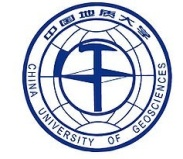 中国地质大学
CHINA UNIVERSITY OF GEOSCIENCES